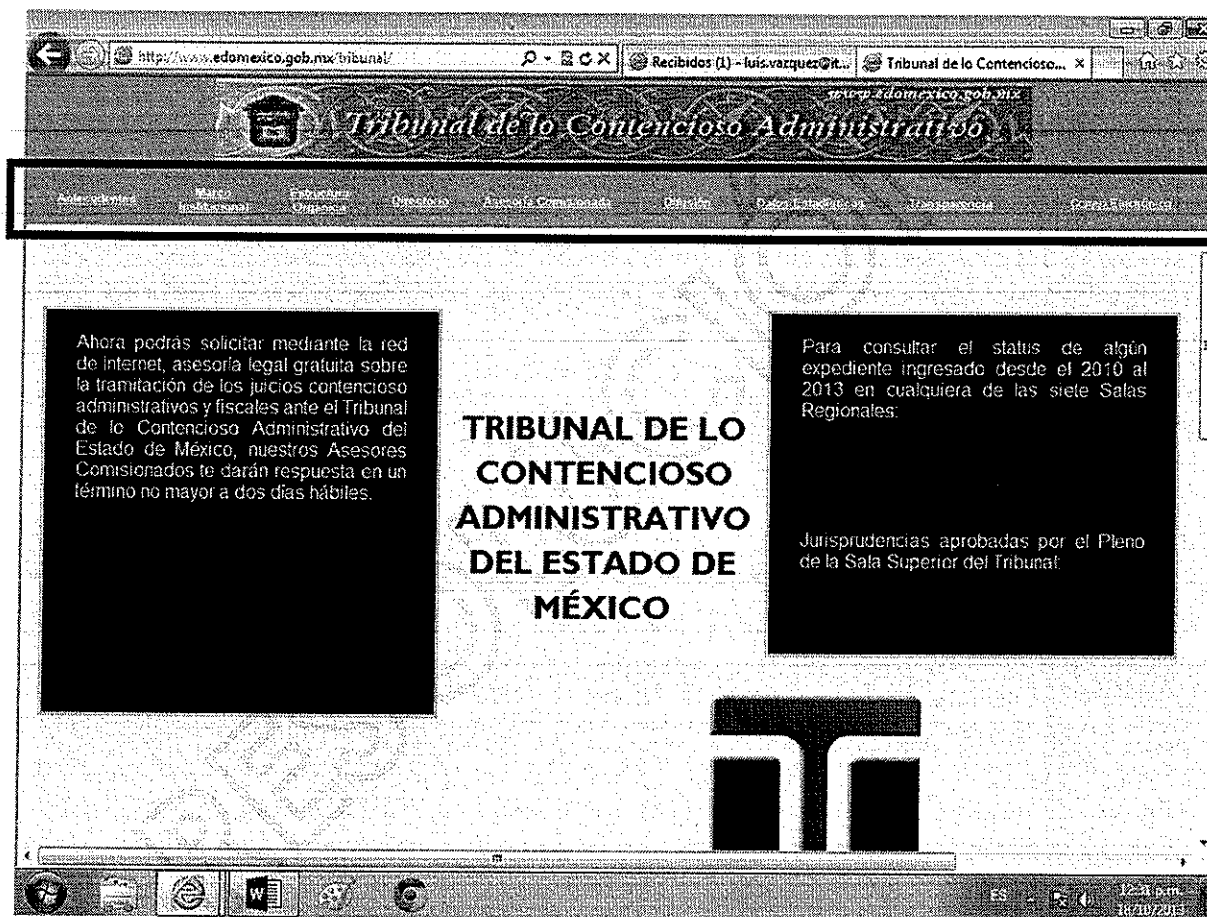 http://www.edomexico.gob.mx/tribunal/
Recibidos (1) - luis.vazquez@it...
Tribunal de lo Contencioso...
www.edomexico.gob.mx
Tribunal de lo Contencioso Administrativo
Antecedentes
Marco
Institucional
Estructura
Orgánica
Directorio
Asesoría Comisionada
Difusión
Datos Estadísticos
Transparencia
Correo Electrónico
Ahora podrás solicitar mediante la red
de internet, asesoría legal gratuita sobre
la tramitación de los juicios contencioso
administrativos y fiscales ante el Tribunal
de lo Contencioso Administrativo del
Estado de México, nuestros Asesores
Comisionados te darán respuesta en un
término no mayor a dos días hábiles.
TRIBUNAL DE LO
CONTENCIOSO
ADMINISTRATIVO
DEL ESTADO DE
MÉXICO
Para consultar el status de algún
expediente ingresado desde el 2010 al
2013 en cualquiera de las siete Salas
Regionales:
Jurisprudencias aprobadas por el Pleno
de la Sala Superior del Tribunal:
ES
12:31 p.m.